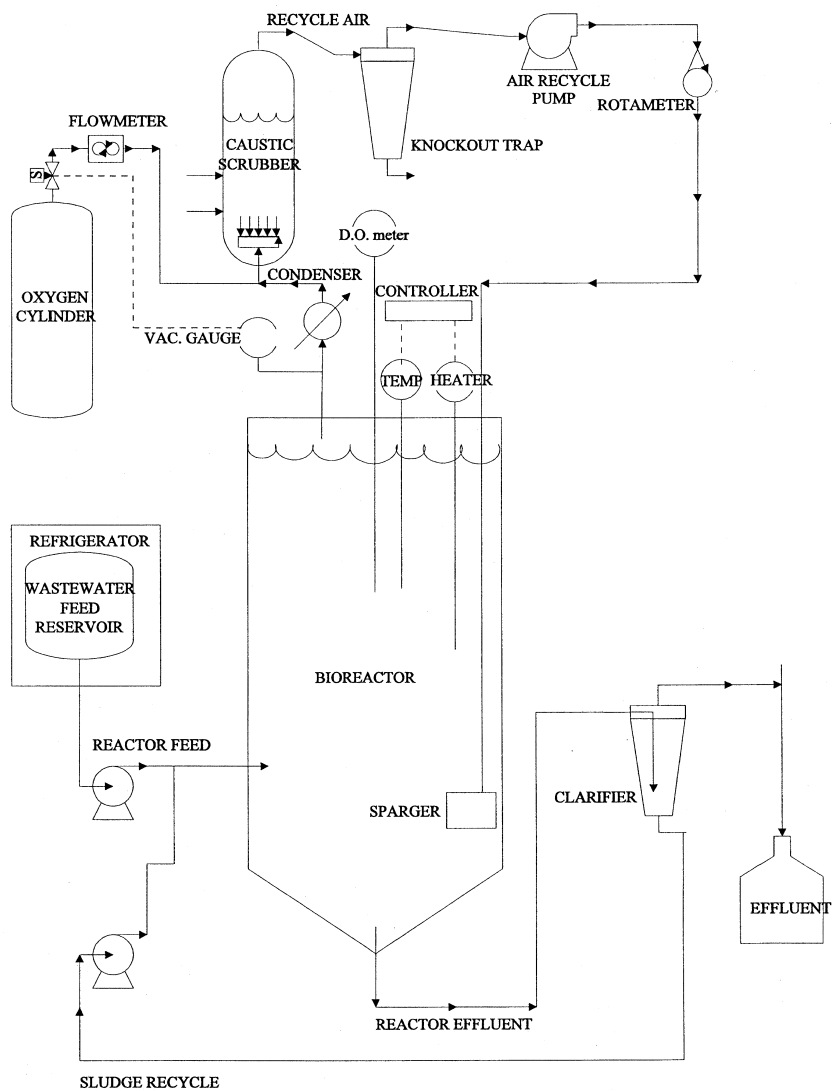 RECYCLE AIR
AIR RECYCLE
PUMP
ROTAMETER
FLOWMETER
CAUSTIC
SCRUBBER
KNOCKOUT TRAP
S
D.O. meter
CONDENSER
CONTROLLER
OXYGEN
CYLINDER
VAC. GAUGE
TEMP
HEATER
REFRIGERATOR
WASTEWATER
FEED
RESERVOIR
BIOREACTOR
REACTOR FEED
SPARGER
CLARIFIER
EFFLUENT
REACTOR EFFLUENT
SLUDGE RECYCLE